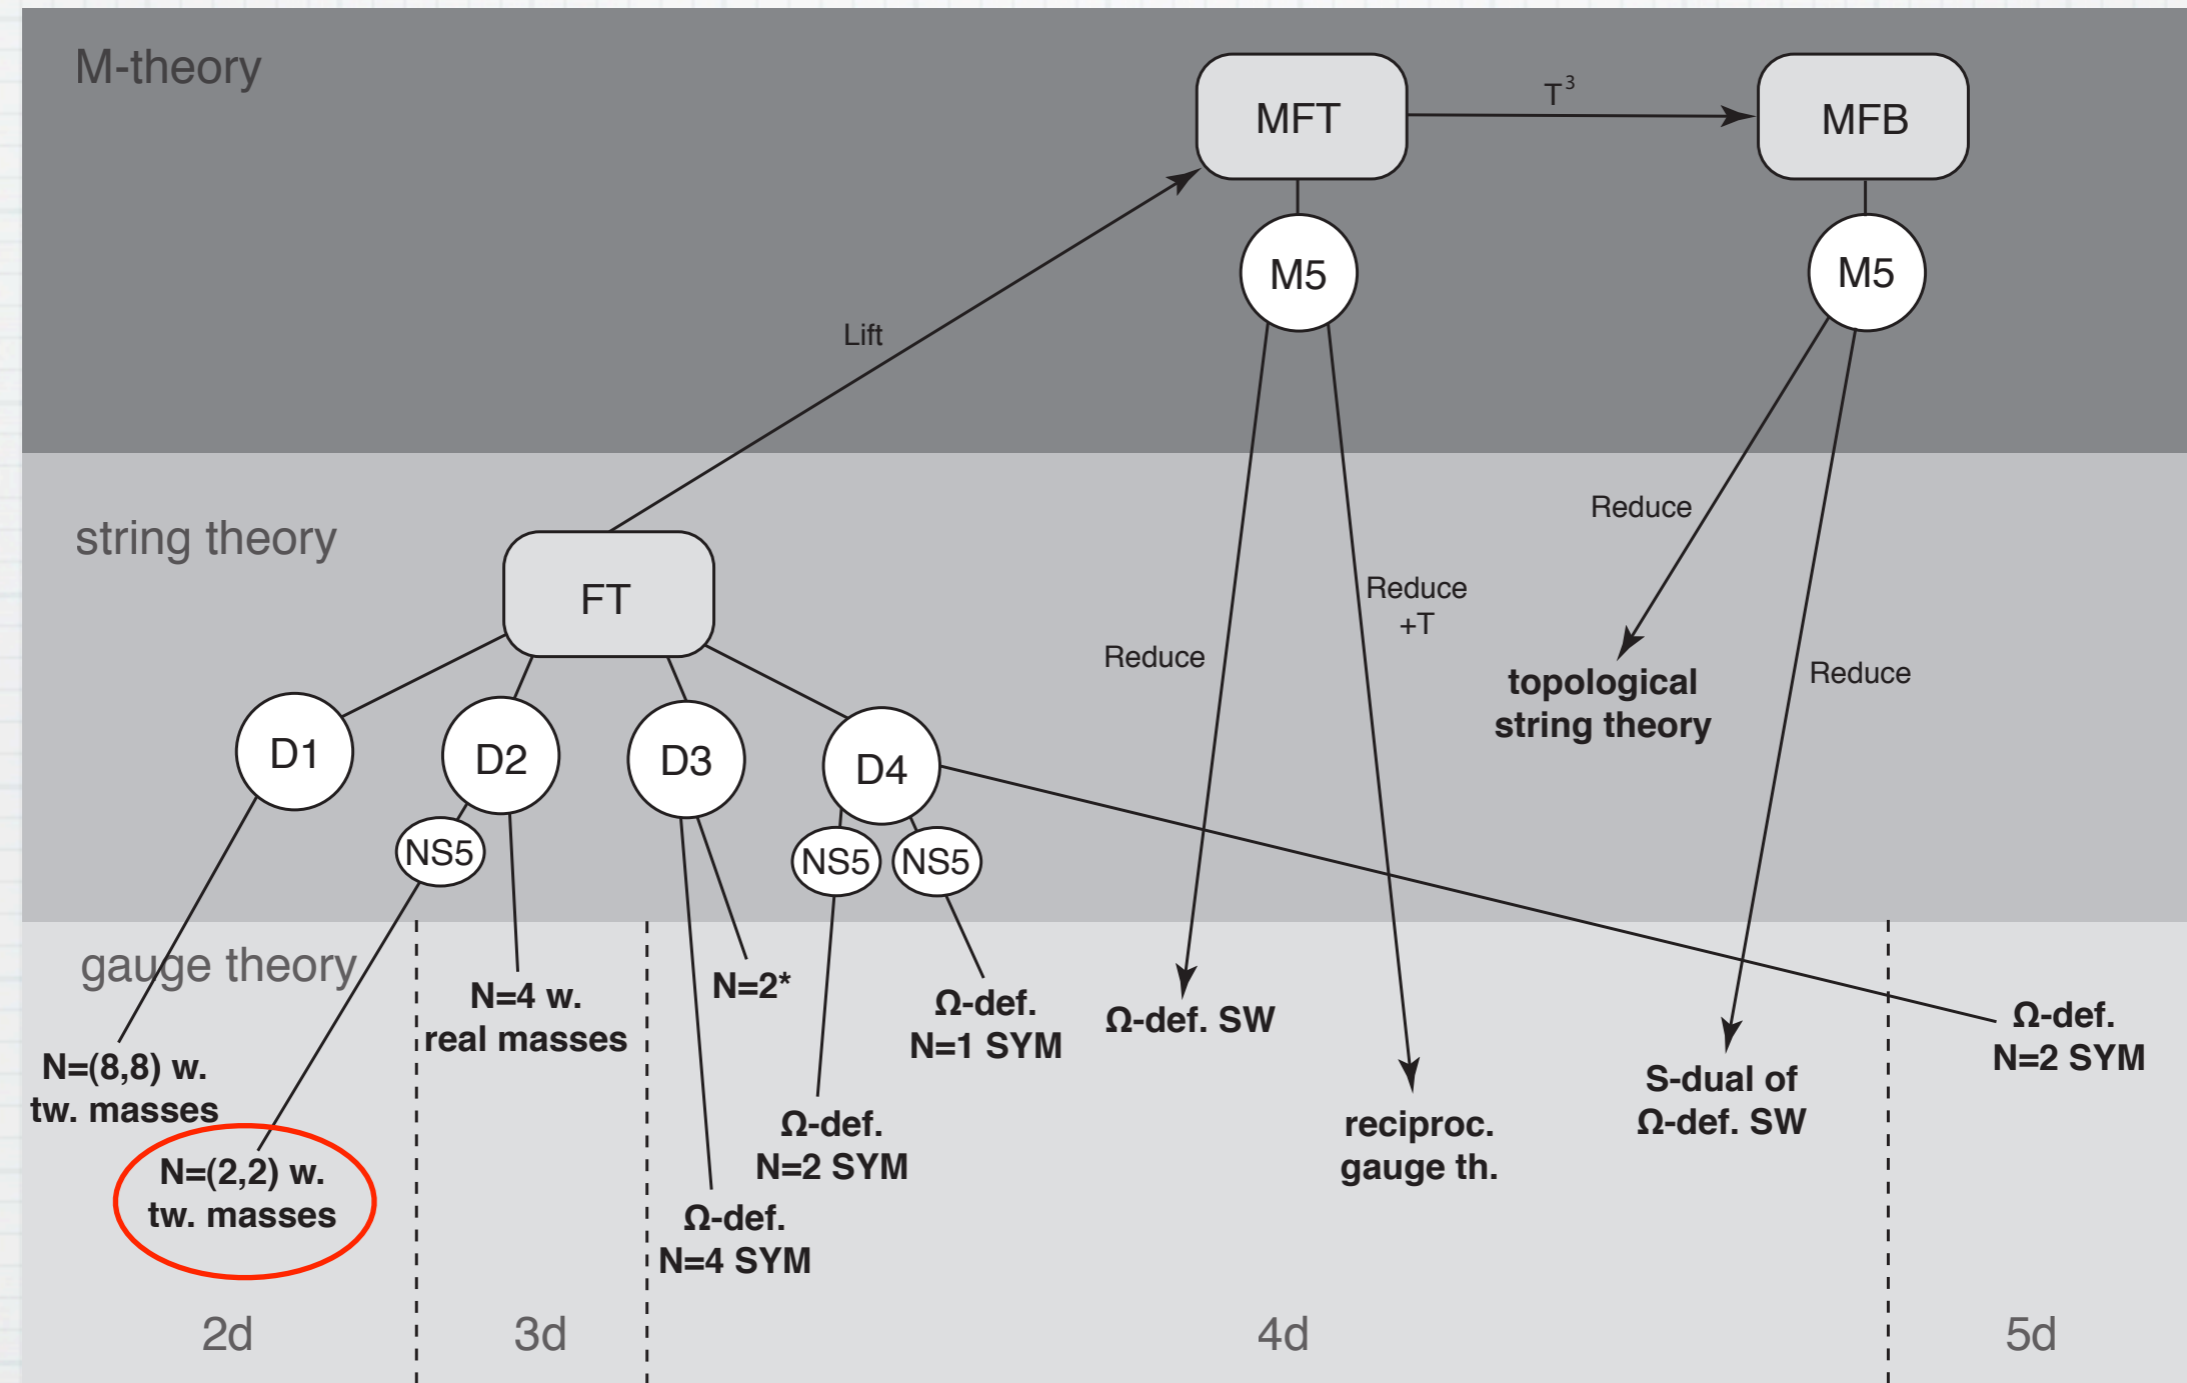 M-theory
MFT
T³
MFB
M5
M5
Lift
string theory
Reduce
FT
Reduce
+T
Reduce
topological
string theory
Reduce
D1
D2
D3
D4
NS5
NS5
NS5
gauge theory
N=4 w.
real masses
N=2*
Ω-def.
N=1 SYM
Ω-def. SW
Ω-def.
N=2 SYM
N=(8,8) w.
tw. masses
S-dual of
Ω-def. SW
Ω-def.
N=2 SYM
reciproc.
gauge th.
N=(2,2) w.
tw. masses
Ω-def.
N=4 SYM
2d
3d
4d
5d